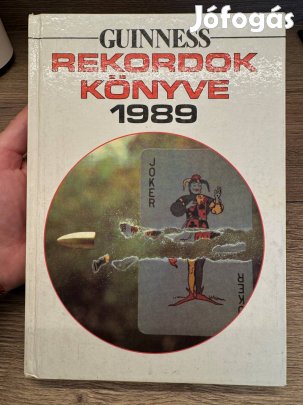 Jófogás
GUINNESS
REKORDOK
KÖNYVE
1989
JOKER
JOKER